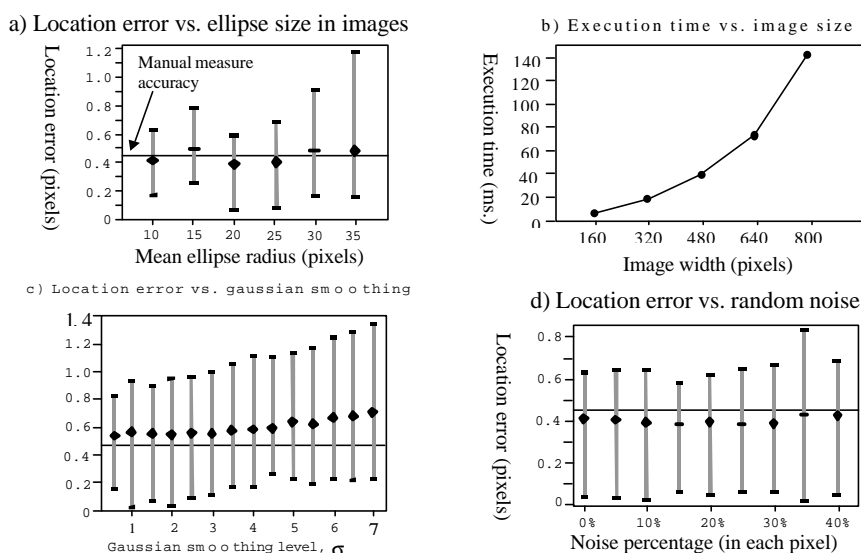 a) Location error vs. ellipse size in images
Location error (pixels)
1.2
1.0
0.8
0.6
0.4
0.2
0
Manual measure
accuracy
10 15 20 25 30 35
Mean ellipse radius (pixels)
b) Execution time vs. image size
Execution time (ms.)
140
120
100
80
60
40
20
0
160 320 480 640 800
Image width (pixels)
c) Location error vs. gaussian smoothing
1.4
1.2
1.0
0.8
0.6
0.4
0.2
0
1 2 3 4 5 6 7
Gaussian smoothing level, σ
d) Location error vs. random noise
Location error (pixels)
0.8
0.6
0.4
0.2
0
0% 10% 20% 30% 40%
Noise percentage (in each pixel)